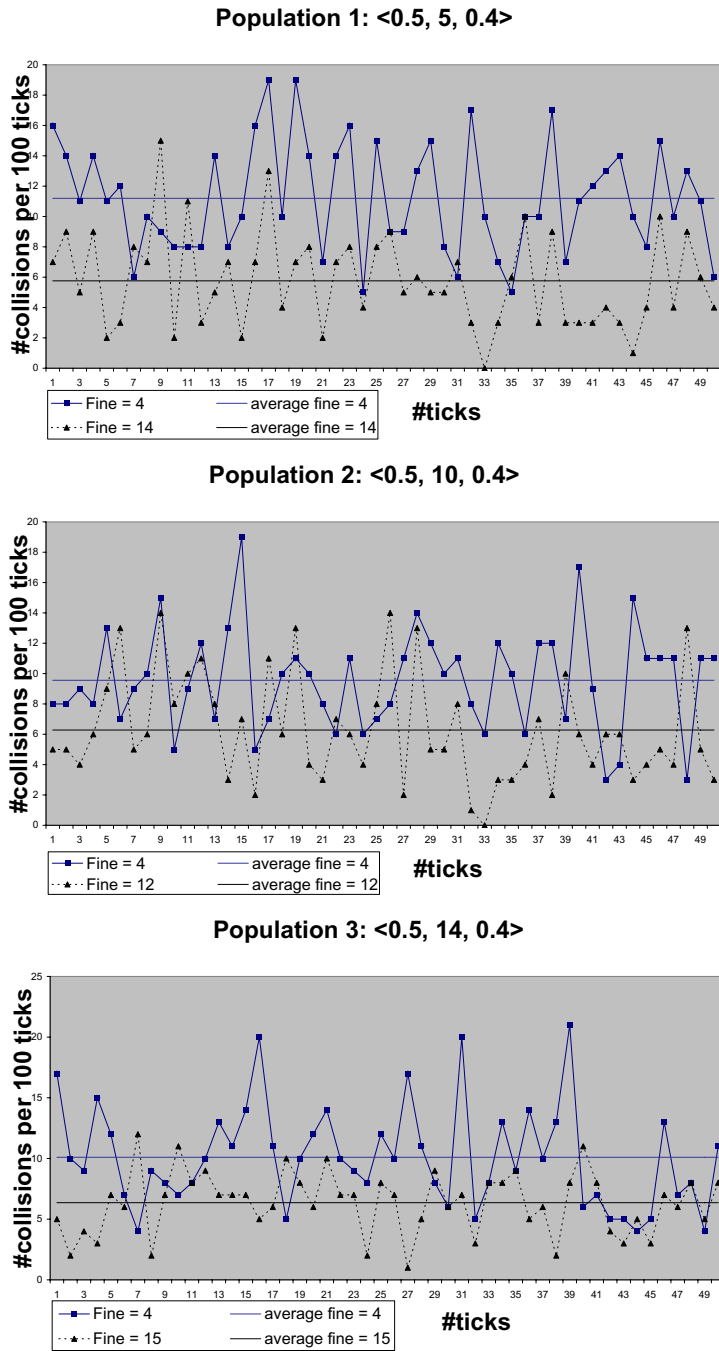 Population 1: <0.5, 5, 0.4>
#collisions per 100 ticks
20
18
16
14
12
10
8
6
4
2
0
1 3 5 7 9 11 13 15 17 19 21 23 25 27 29 31 33 35 37 39 41 43 45 47 49
#ticks
Fine = 4 average fine = 4
Fine = 14 average fine = 14
Population 2: <0.5, 10, 0.4>
#collisions per 100 ticks
20
18
16
14
12
10
8
6
4
2
0
1 3 5 7 9 11 13 15 17 19 21 23 25 27 29 31 33 35 37 39 41 43 45 47 49
#ticks
Fine = 4 average fine = 4
Fine = 12 average fine = 12
Population 3: <0.5, 14, 0.4>
#collisions per 100 ticks
25
20
15
10
5
0
1 3 5 7 9 11 13 15 17 19 21 23 25 27 29 31 33 35 37 39 41 43 45 47 49
#ticks
Fine = 4 average fine = 4
Fine = 15 average fine = 15